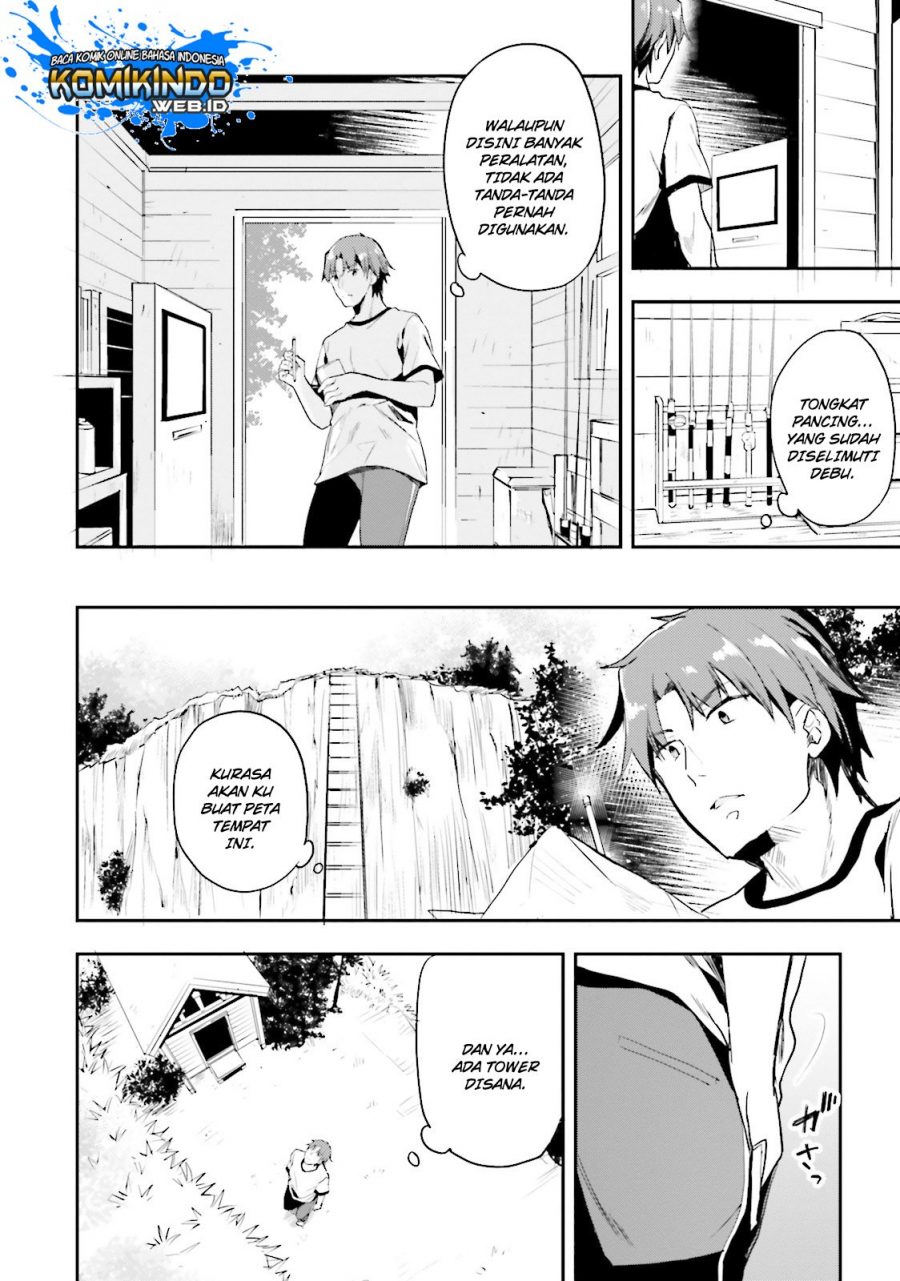 BACA KOMIK ONLINE BAHASA INDONESIA
KOMIKINDO
WEB.ID
TONGKAT
PANCING...
YANG SUDAH
DISELIMUTI
DEBU.
WALAUPUN
DISINI BANYAK
PERALATAN,
TIDAK ADA
TANDA-TANDA
PERNAH
DIGUNAKAN.
KURASA
AKAN KU
BUAT PETA
TEMPAT
INI.
ガサっ
DAN YA...
ADA TOWER
DISANA.